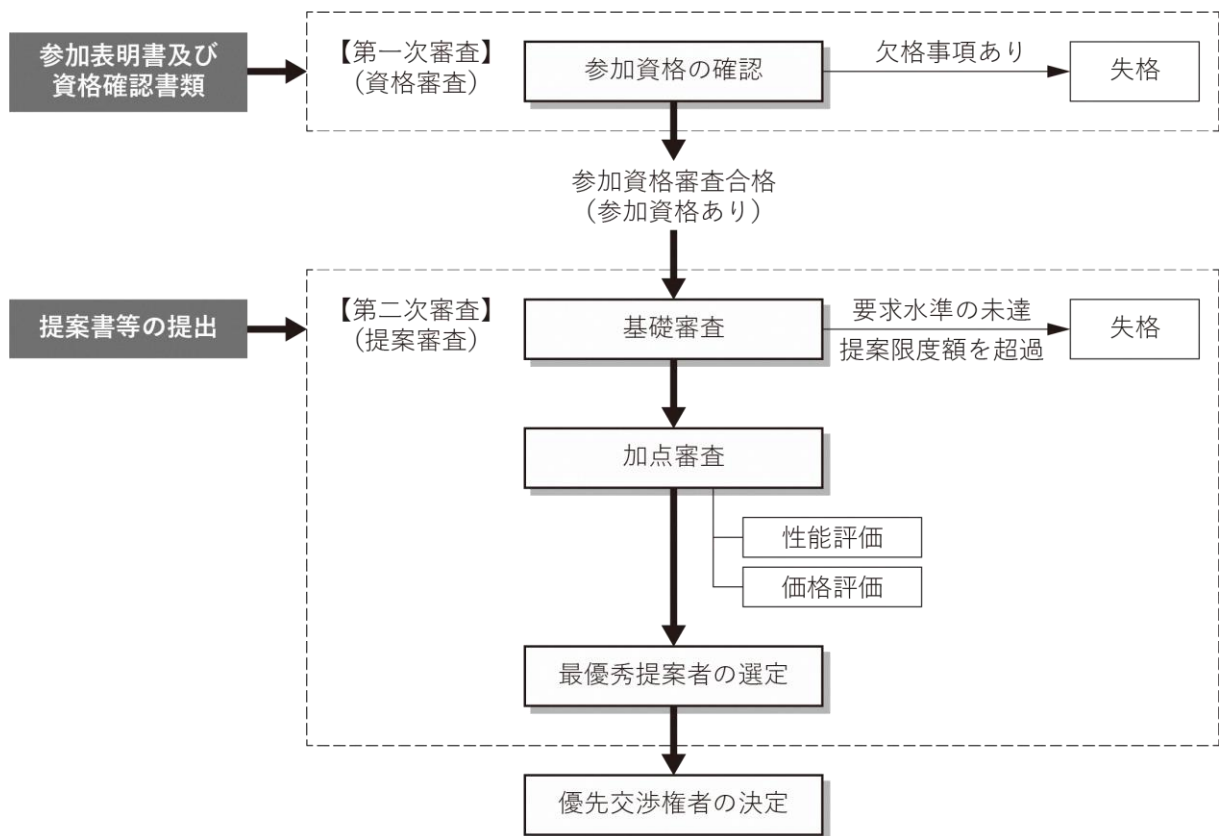 参加表明書及び
資格確認書類
【第一次審査】
（資格審査）
参加資格の確認
欠格事項あり
失格
参加資格審査合格
（参加資格あり）
提案書等の提出
【第二次審査】
（提案審査）
基礎審査
要求水準の未達
提案限度額を超過
失格
加点審査
性能評価
価格評価
最優秀提案者の選定
優先交渉権者の決定